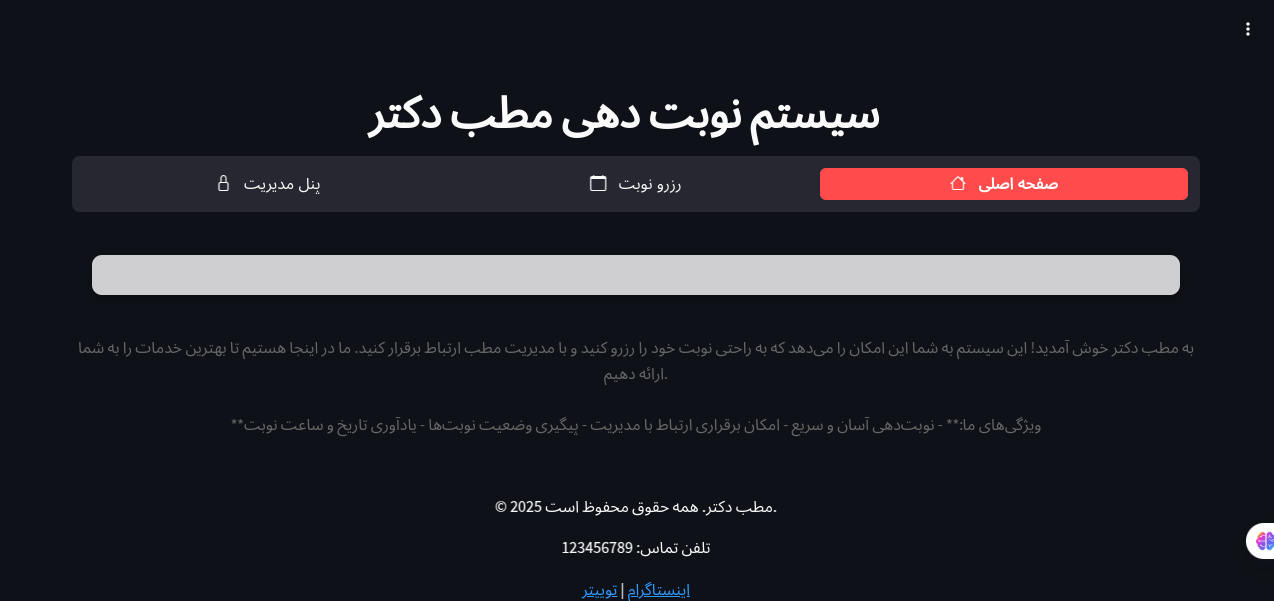 سیستم نوبت دهی مطب دکتر
صفحه اصلی
رزرو نوبت
پنل مدیریت
به مطب دکتر خوش آمدید! این سیستم به شما این امکان را می‌دهد که به راحتی نوبت خود را رزرو کنید و با مدیریت مطب ارتباط برقرار کنید. ما در اینجا هستیم تا بهترین خدمات را به شما
ارائه دهیم.
ویژگی‌های ما:** - نوبت‌دهی آسان و سریع - امکان برقراری ارتباط با مدیریت - پیگیری وضعیت نوبت‌ها - یادآوری تاریخ و ساعت نوبت**
© 2025 مطب دکتر. همه حقوق محفوظ است.
تلفن تماس: 123456789
اینستاگرام | توییتر